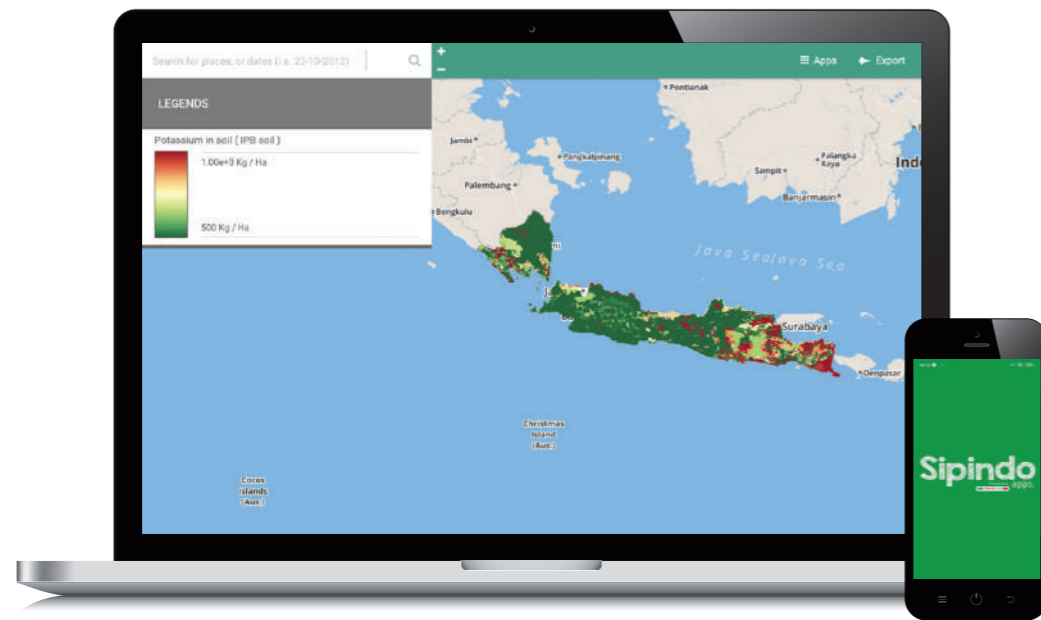 Search for places, or dates (i.e. 23-10-2013)
+
−
Apps
Export
LEGENDS
Potassium in soil ( IPB soil )
1.00e+3 Kg / Ha
500 Kg / Ha
Pontianak
Jambi
Pangkalpinang
Palangka
Raya
Inde
Sampit
Palembang
Banjarmasin
Bengkulu
Java SeaJava Sea
Surabaya
Denpasar
Christmas
Island
(Aus.)
Cocos
Islands
(Aus.)
Sipindo
apps.